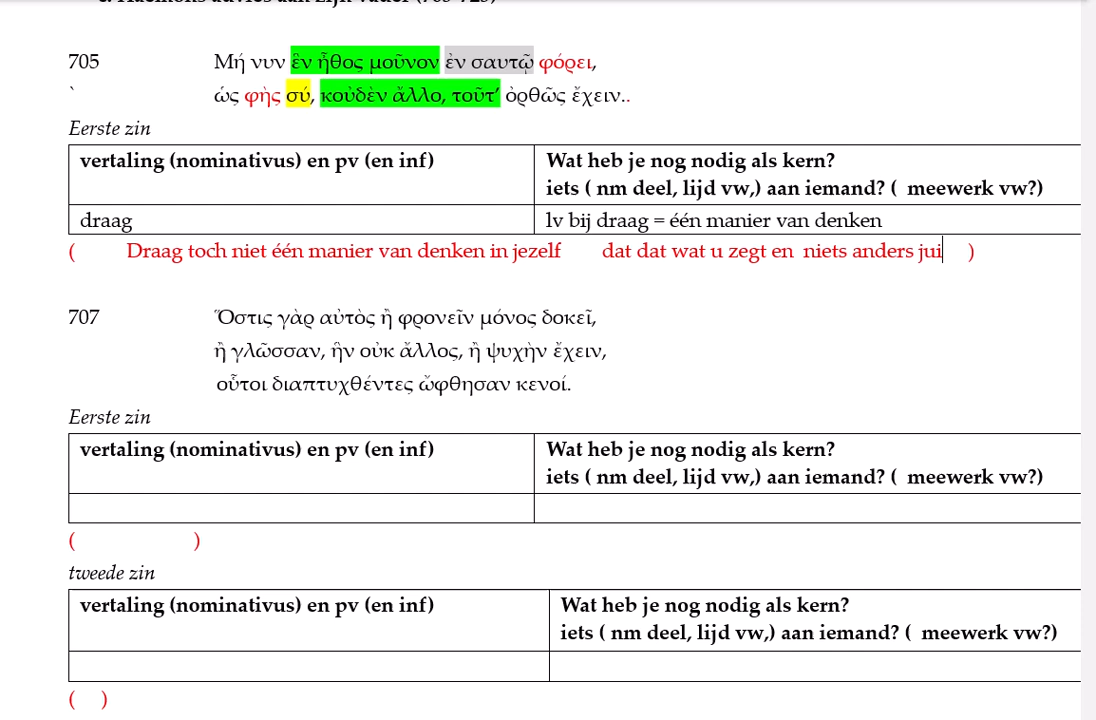 705 Μή νυν ἓν ἦθος μοῦνον ἐν σαυτῷ φόρει,
` ὡς φὴς σύ, κοὐδὲν ἄλλο, τοῦτ’ ὀρθῶς ἔχειν..
Eerste zin
vertaling (nominativus) en pv (en inf) Wat heb je nog nodig als kern?
iets ( nm deel, lijd vw,) aan iemand? ( meewerk vw?)
draag lv bij draag = één manier van denken
( Draag toch niet één manier van denken in jezelf dat dat wat u zegt en niets anders jui )
707 Ὅστις γὰρ αὐτὸς ἢ φρονεῖν μόνος δοκεῖ,
ἢ γλῶσσαν, ἣν οὐκ ἄλλος, ἢ ψυχὴν ἔχειν,
οὗτοι διαπτυχθέντες ὤφθησαν κενοί.
Eerste zin
vertaling (nominativus) en pv (en inf) Wat heb je nog nodig als kern?
iets ( nm deel, lijd vw,) aan iemand? ( meewerk vw?)
( )
tweede zin
vertaling (nominativus) en pv (en inf) Wat heb je nog nodig als kern?
iets ( nm deel, lijd vw,) aan iemand? ( meewerk vw?)
( )